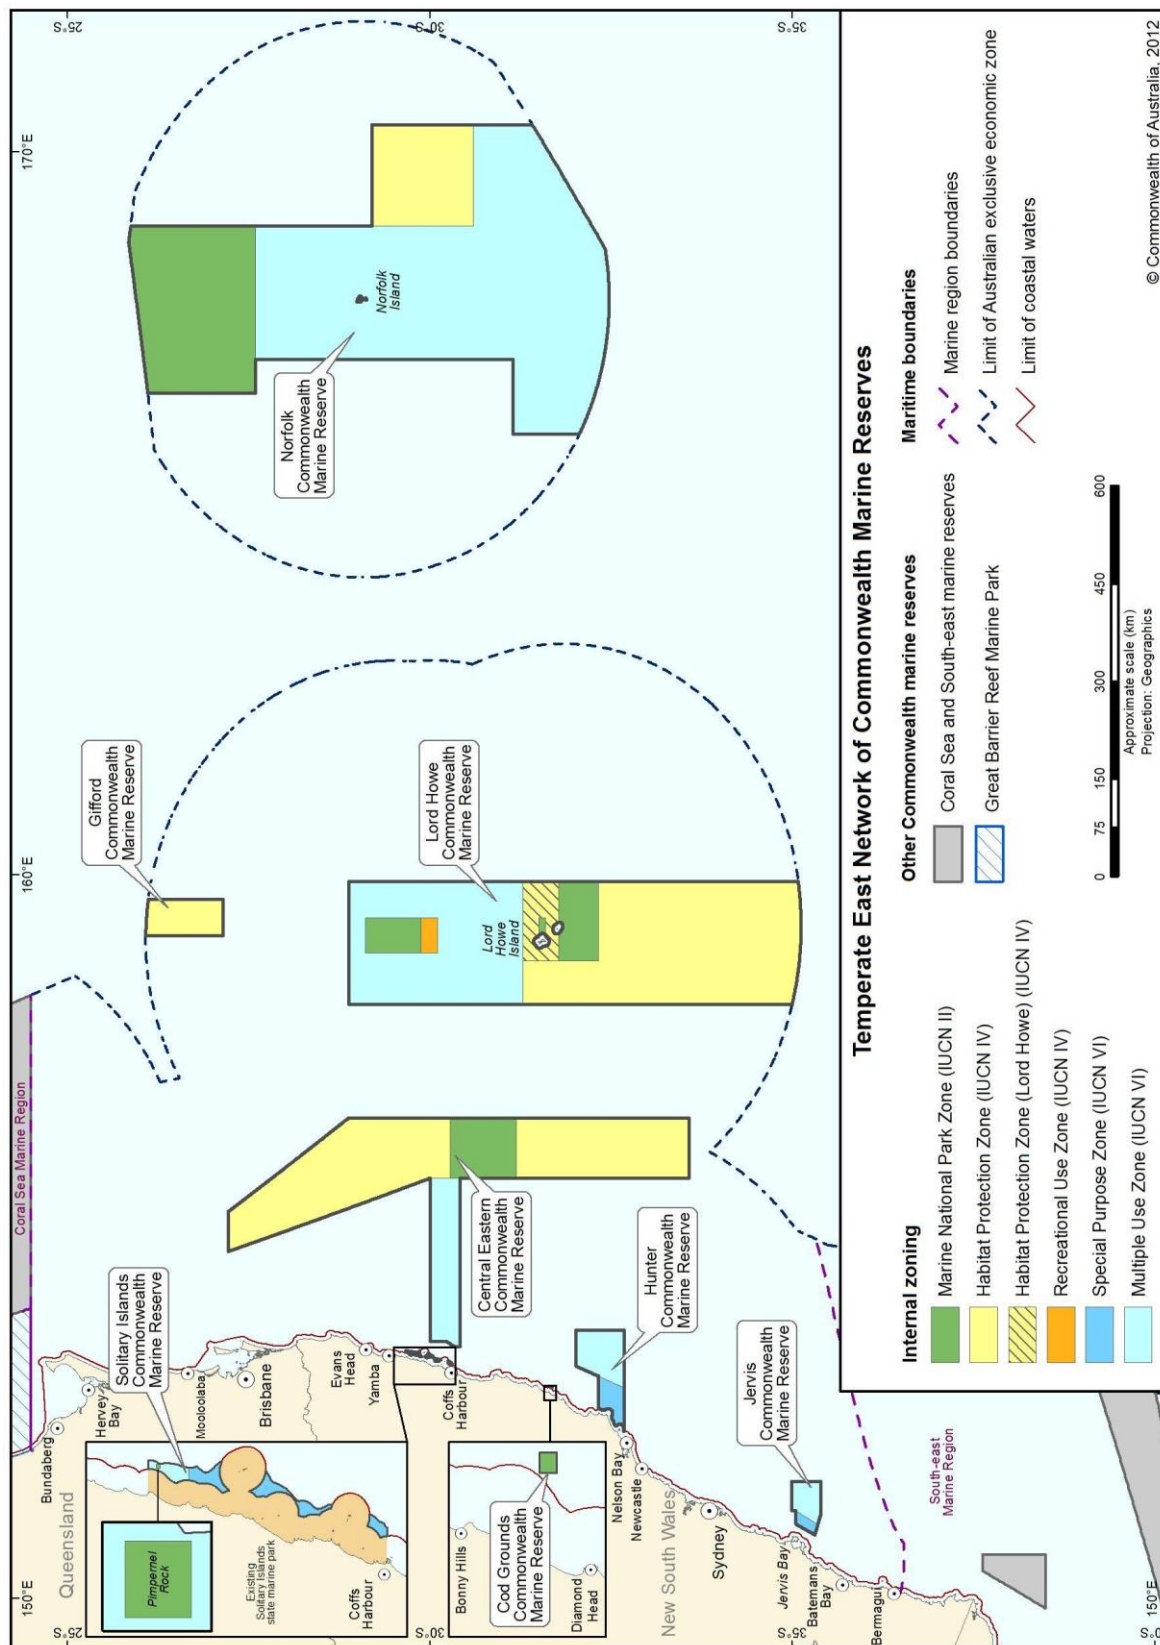 150°E
160°E
170°E
25°S
25°S
30°S
30°S
35°S
35°S
150°E
Coral Sea Marine Region
Queensland
Bundaberg
Hervey
Bay
Solitary Islands
Commonwealth
Marine Reserve
Mooloolaba
Brisbane
Evans
Head
Yamba
Coffs
Harbour
Pimpernel
Rock
Existing
Solitary Islands
state marine park
Coffs
Harbour
Bonny Hills
Cod Grounds
Commonwealth
Marine Reserve
Diamond
Head
Nelson Bay
Newcastle
New South Wales
Sydney
Jervis Bay
Batemans
Bay
Bermagui
Gifford
Commonwealth
Marine Reserve
Norfolk
Commonwealth
Marine Reserve
Norfolk
Island
Lord Howe
Commonwealth
Marine Reserve
Lord
Howe
Island
Central Eastern
Commonwealth
Marine Reserve
Hunter
Commonwealth
Marine Reserve
Jervis
Commonwealth
Marine Reserve
South-east
Marine Region
Temperate East Network of Commonwealth Marine Reserves
Internal zoning
Marine National Park Zone (IUCN II)
Habitat Protection Zone (IUCN IV)
Habitat Protection Zone (Lord Howe) (IUCN IV)
Recreational Use Zone (IUCN IV)
Special Purpose Zone (IUCN VI)
Multiple Use Zone (IUCN VI)
Other Commonwealth marine reserves
Coral Sea and South-east marine reserves
Great Barrier Reef Marine Park
Maritime boundaries
Marine region boundaries
Limit of Australian exclusive economic zone
Limit of coastal waters
0 75 150 300 450 600
Approximate scale (km)
Projection: Geographics
© Commonwealth of Australia, 2012